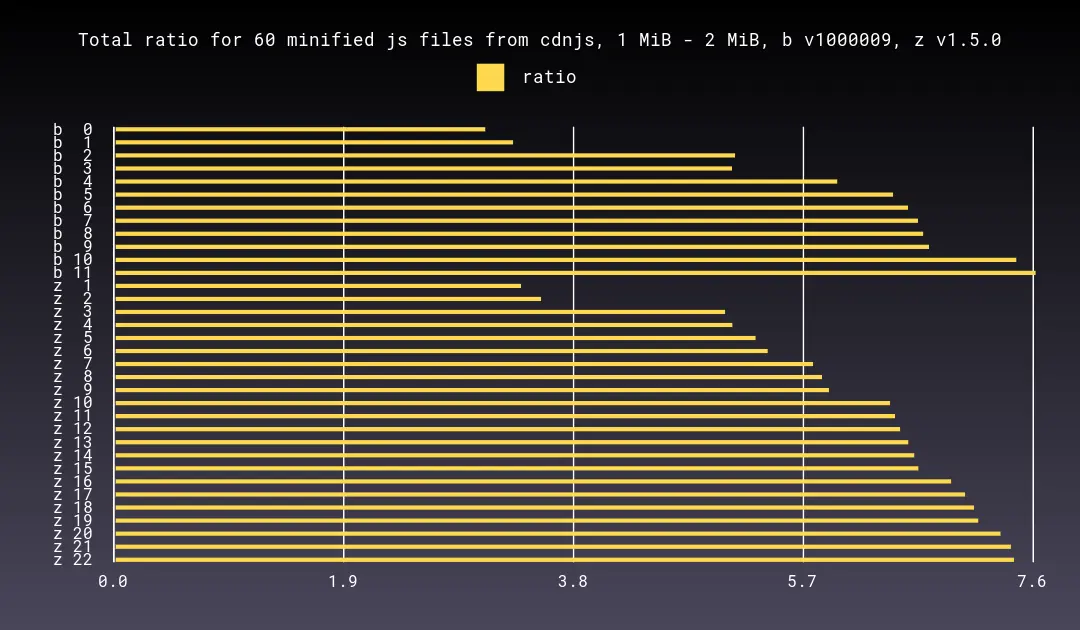 Total ratio for 60 minified js files from cdnjs, 1 MiB - 2 MiB, b v1000009, z v1.5.0
ratio
b  0
b  1
b  2
b  3
b  4
b  5
b  6
b  7
b  8
b  9
b 10
b 11
z  1
z  2
z  3
z  4
z  5
z  6
z  7
z  8
z  9
z 10
z 11
z 12
z 13
z 14
z 15
z 16
z 17
z 18
z 19
z 20
z 21
z 22
0.0 1.9 3.8 5.7 7.6